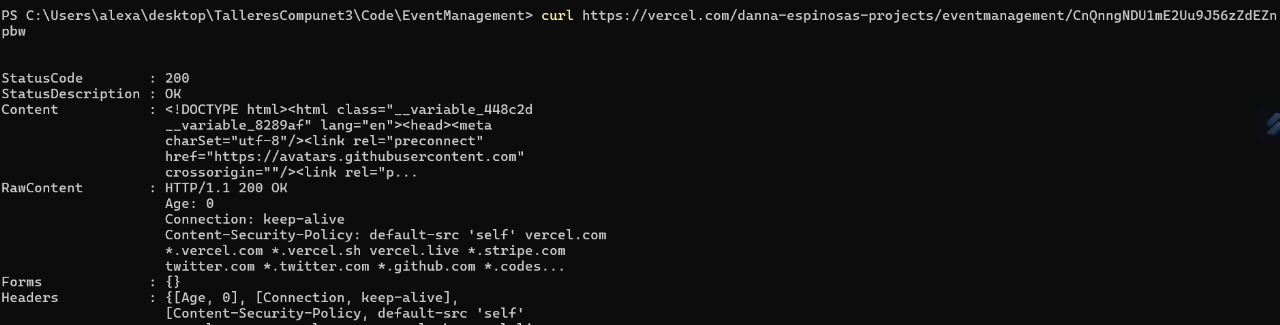 PS C:\Users\alexa\desktop\TalleresCompunet3\Code\EventManagement> curl https://vercel.com/danna-espinosas-projects/eventmanagement/CnQnngNDU1mE2Uu9J56zZdEZn
pbw
StatusCode        : 200
StatusDescription : OK
Content           : <!DOCTYPE html><html class="__variable_448c2d
                    __variable_8289af" lang="en"><head><meta
                    charSet="utf-8"/><link rel="preconnect"
                    href="https://avatars.githubusercontent.com"
                    crossorigin=""/><link rel="p...
RawContent        : HTTP/1.1 200 OK
                    Age: 0
                    Connection: keep-alive
                    Content-Security-Policy: default-src 'self' vercel.com
                    *.vercel.com *.vercel.sh vercel.live *.stripe.com
                    twitter.com *.twitter.com *.github.com *.codes...
Forms             : {}
Headers           : {[Age, 0], [Connection, keep-alive],
                    [Content-Security-Policy, default-src 'self'